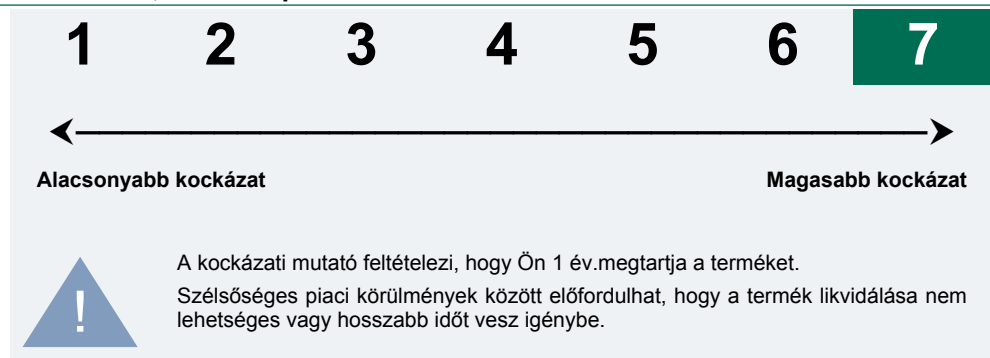 1 2 3 4 5 6 7
Alacsonyabb kockázat Magasabb kockázat
A kockázati mutató feltételezi, hogy Ön 1 év.megtartja a terméket.
Szélsőséges piaci körülmények között előfordulhat, hogy a termék likvidálása nem
lehetséges vagy hosszabb időt vesz igénybe.
!